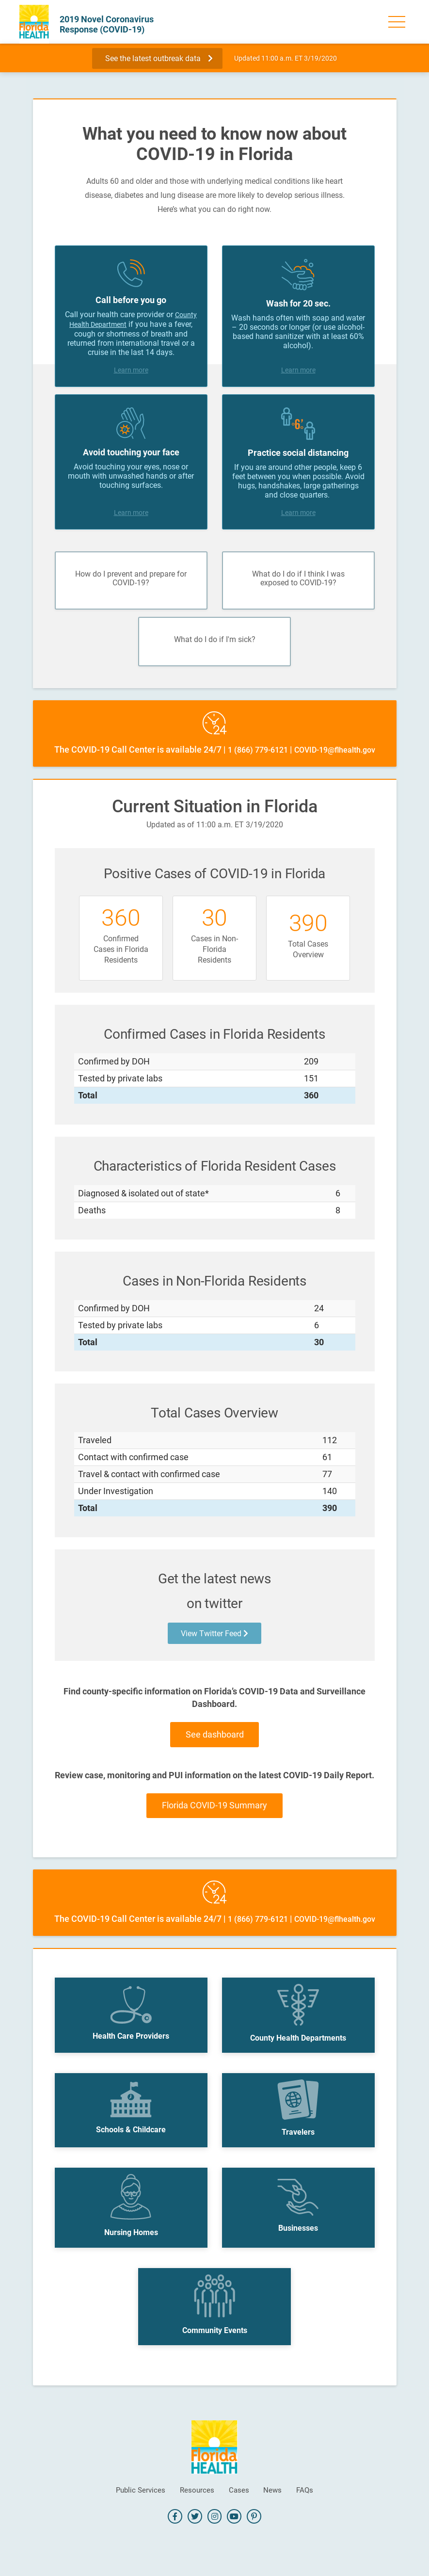 Florida
HEALTH
2019 Novel Coronavirus
Response (COVID-19)
See the latest outbreak data
Updated 11:00 a.m. ET 3/19/2020
What you need to know now about
COVID-19 in Florida
Adults 60 and older and those with underlying medical conditions like heart
disease, diabetes and lung disease are more likely to develop serious illness.
Here's what you can do right now.
Call before you go
Call your health care provider or County
Health Department if you have a fever,
cough or shortness of breath and
returned from international travel or a
cruise in the last 14 days.
Learn more
Wash for 20 sec.
Wash hands often with soap and water
– 20 seconds or longer (or use alcohol-
based hand sanitizer with at least 60%
alcohol).
Learn more
Avoid touching your face
Avoid touching your eyes, nose or
mouth with unwashed hands or after
touching surfaces.
Learn more
6'
Practice social distancing
If you are around other people, keep 6
feet between you when possible. Avoid
hugs, handshakes, large gatherings
and close quarters.
Learn more
How do I prevent and prepare for
COVID-19?
What do I do if I think I was
exposed to COVID-19?
What do I do if I'm sick?
24
The COVID-19 Call Center is available 24/7 | 1 (866) 779-6121 | COVID-19@flhealth.gov
Current Situation in Florida
Updated as of 11:00 a.m. ET 3/19/2020
Positive Cases of COVID-19 in Florida
360
Confirmed
Cases in Florida
Residents
30
Cases in Non-
Florida
Residents
390
Total Cases
Overview
Confirmed Cases in Florida Residents
Confirmed by DOH 209
Tested by private labs 151
Total 360
Characteristics of Florida Resident Cases
Diagnosed & isolated out of state* 6
Deaths 8
Cases in Non-Florida Residents
Confirmed by DOH 24
Tested by private labs 6
Total 30
Total Cases Overview
Traveled 112
Contact with confirmed case 61
Travel & contact with confirmed case 77
Under Investigation 140
Total 390
Get the latest news
on twitter
View Twitter Feed
Find county-specific information on Florida's COVID-19 Data and Surveillance
Dashboard.
See dashboard
Review case, monitoring and PUI information on the latest COVID-19 Daily Report.
Florida COVID-19 Summary
24
The COVID-19 Call Center is available 24/7 | 1 (866) 779-6121 | COVID-19@flhealth.gov
Health Care Providers
County Health Departments
Schools & Childcare
Travelers
Nursing Homes
Businesses
Community Events
Florida
HEALTH
Public Services Resources Cases News FAQs